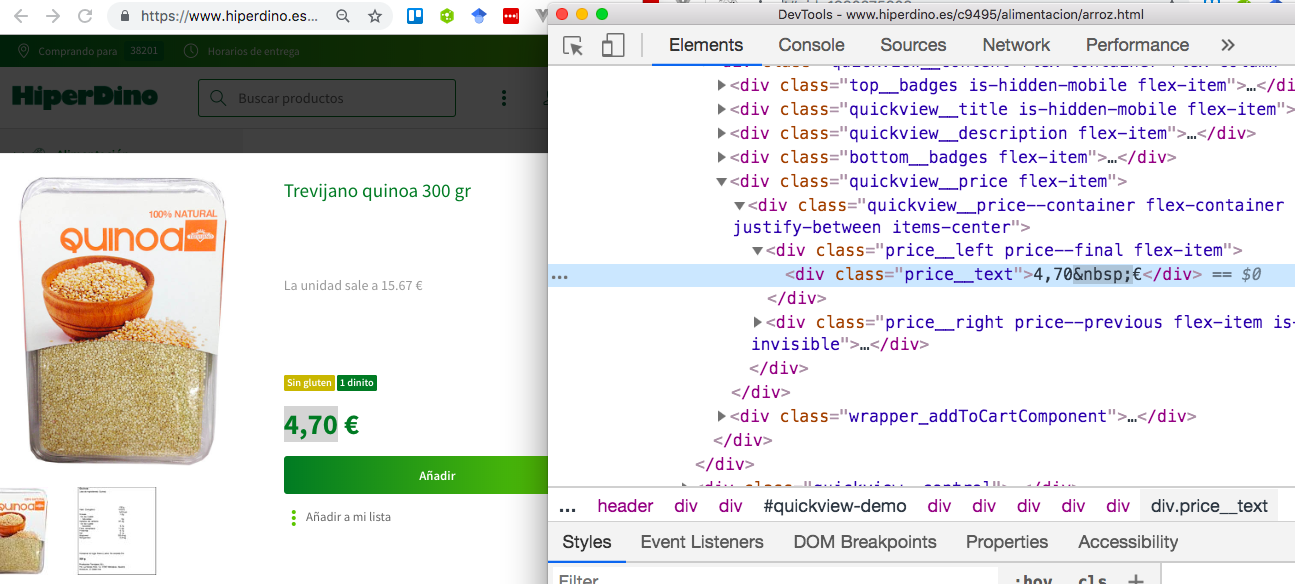 https://www.hiperdino.es...
Comprando para 38201 Horarios de entrega
HiperDino
Buscar productos
100% NATURAL
QUINOA
Trevijano quinoa 300 gr
La unidad sale a 15.67 €
Sin gluten 1 dinito
4,70 €
Añadir
Añadir a mi lista
DevTools - www.hiperdino.es/c9495/alimentacion/arroz.html
Elements Console Sources Network Performance »
<div class="top__badges is-hidden-mobile flex-item">…</di
<div class="quickview__title is-hidden-mobile flex-item">
<div class="quickview__description flex-item">…</div>
<div class="bottom__badges flex-item">…</div>
<div class="quickview__price flex-item">
<div class="quickview__price--container flex-container
justify-between items-center">
<div class="price__left price--final flex-item">
... <div class="price__text">4,70&nbsp;€</div> == $0
</div>
<div class="price__right price--previous flex-item is-
invisible">…</div>
</div>
</div>
<div class="wrapper_addToCartComponent">…</div>
</div>
</div>
... header div div #quickview-demo div div div div div div.price__text
Styles Event Listeners DOM Breakpoints Properties Accessibility
Filter :hov .cls +